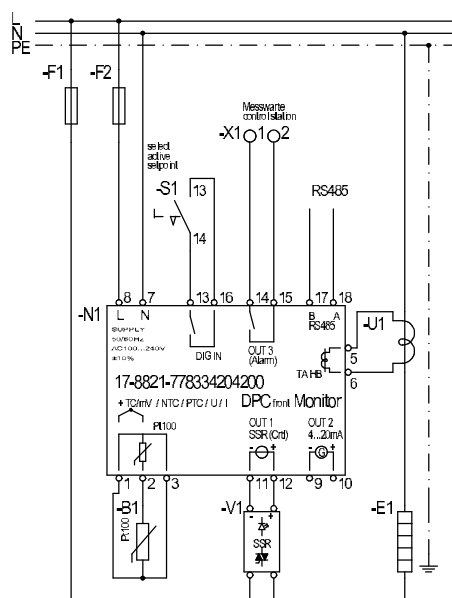 L
N
PE
-F1
-F2
Messwarte
control station
-X1 1 2
select
active
setpoint
-S1 13
14
RS485
8 7 13 16 14 15 17 18
-N1 L N B A
RS485
-U1
SUPPLY
50/60Hz
AC100...240V
±10%
DIG IN
OUT 3
(Alarm)
TA HB
5
6
17-8821-778334204200 DPC front Monitor
+ TC/mV / NTC / PTC / U / I
Pt100
OUT 1
SSR (Ctrl)
- +
OUT 2
4...20mA
- G +
1 2 3 11 12 9 10
-B1
Pt100
-V1
- +
SSR
-E1